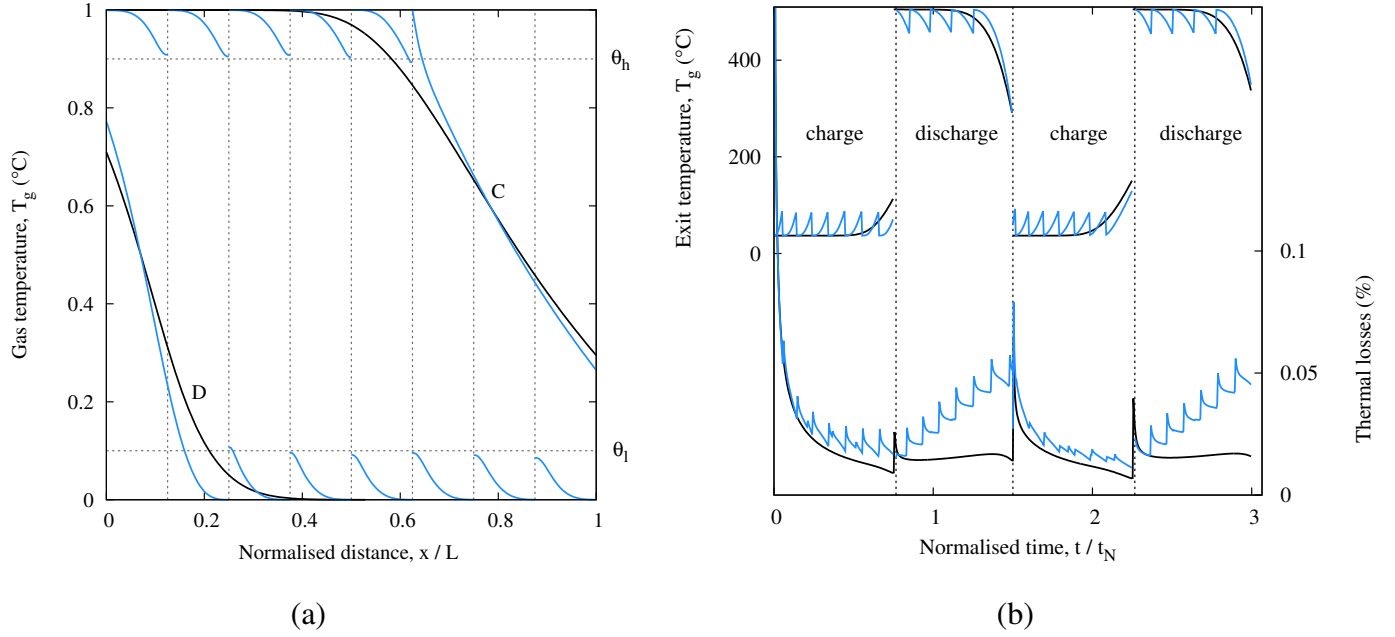 1
0.8
0.6
0.4
0.2
0
0
0.2
0.4
0.6
0.8
1
Gas temperature, T_g (°C)
Normalised distance, x / L
θ_h
θ_l
C
D
(a)
400
200
0
Exit temperature, T_g (°C)
charge
discharge
charge
discharge
0.1
0.05
0
Thermal losses (%)
0
1
2
3
Normalised time, t / t_N
(b)